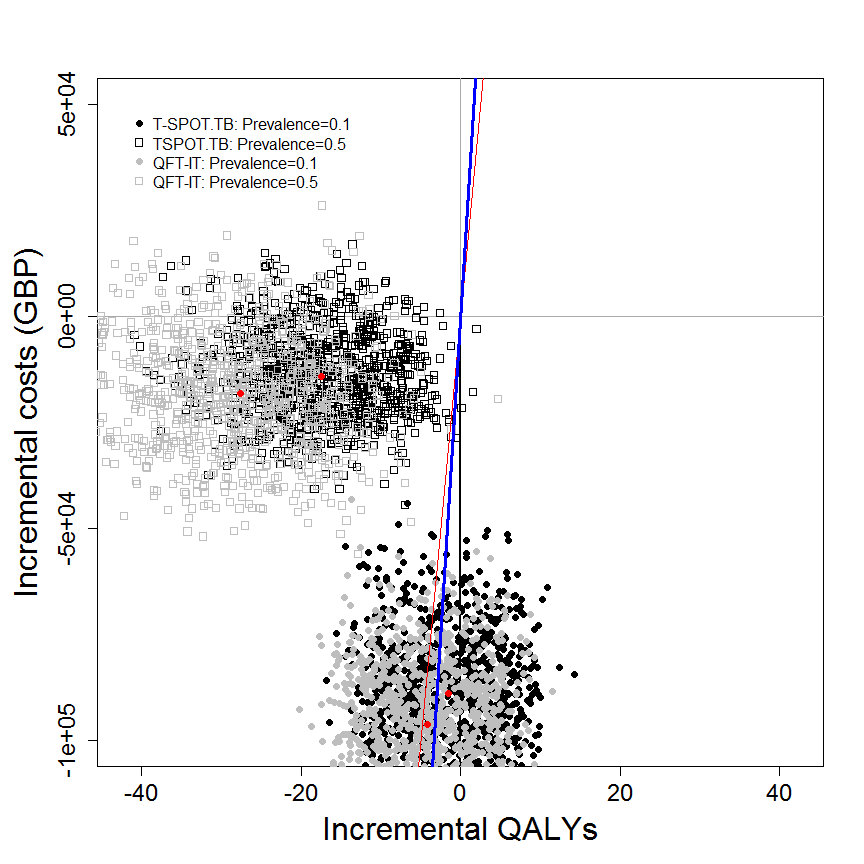 T-SPOT.TB: Prevalence=0.1
TSPOT.TB: Prevalence=0.5
QFT-IT: Prevalence=0.1
QFT-IT: Prevalence=0.5
Incremental costs (GBP)
5e+04
0e+00
-5e+04
-1e+05
-40 -20 0 20 40
Incremental QALYs